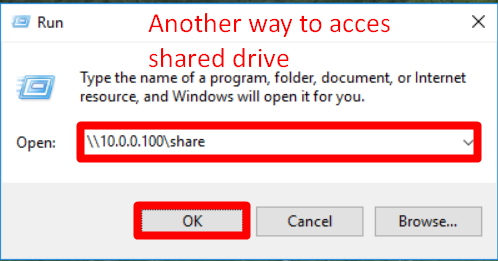 Run
Another way to acces
shared drive
Type the name of a program, folder, document, or Internet
resource, and Windows will open it for you.
Open:
\\10.0.0.100\share
OK
Cancel
Browse...